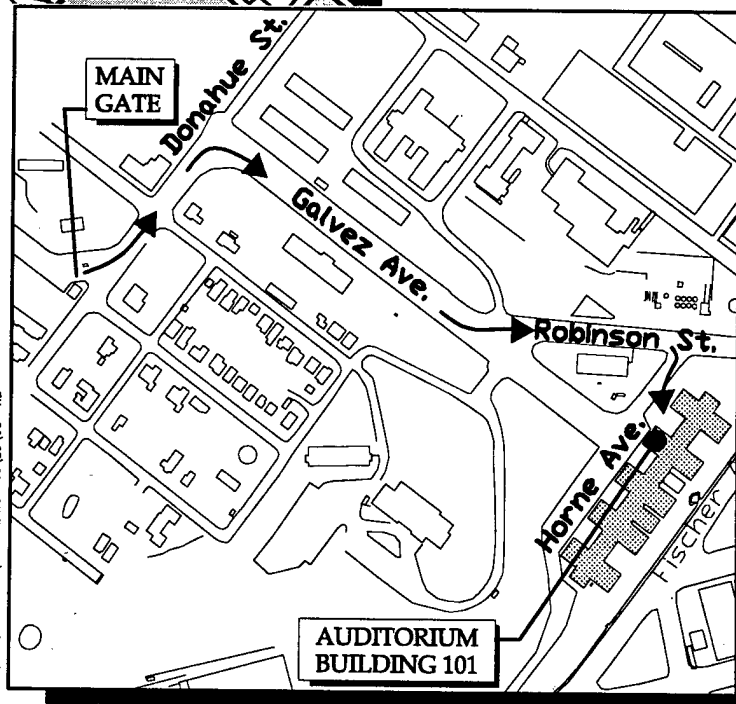 MAIN
GATE
Donahue St.
Galvez Ave.
Robinson St.
Horne Ave.
Fischer
AUDITORIUM
BUILDING 101